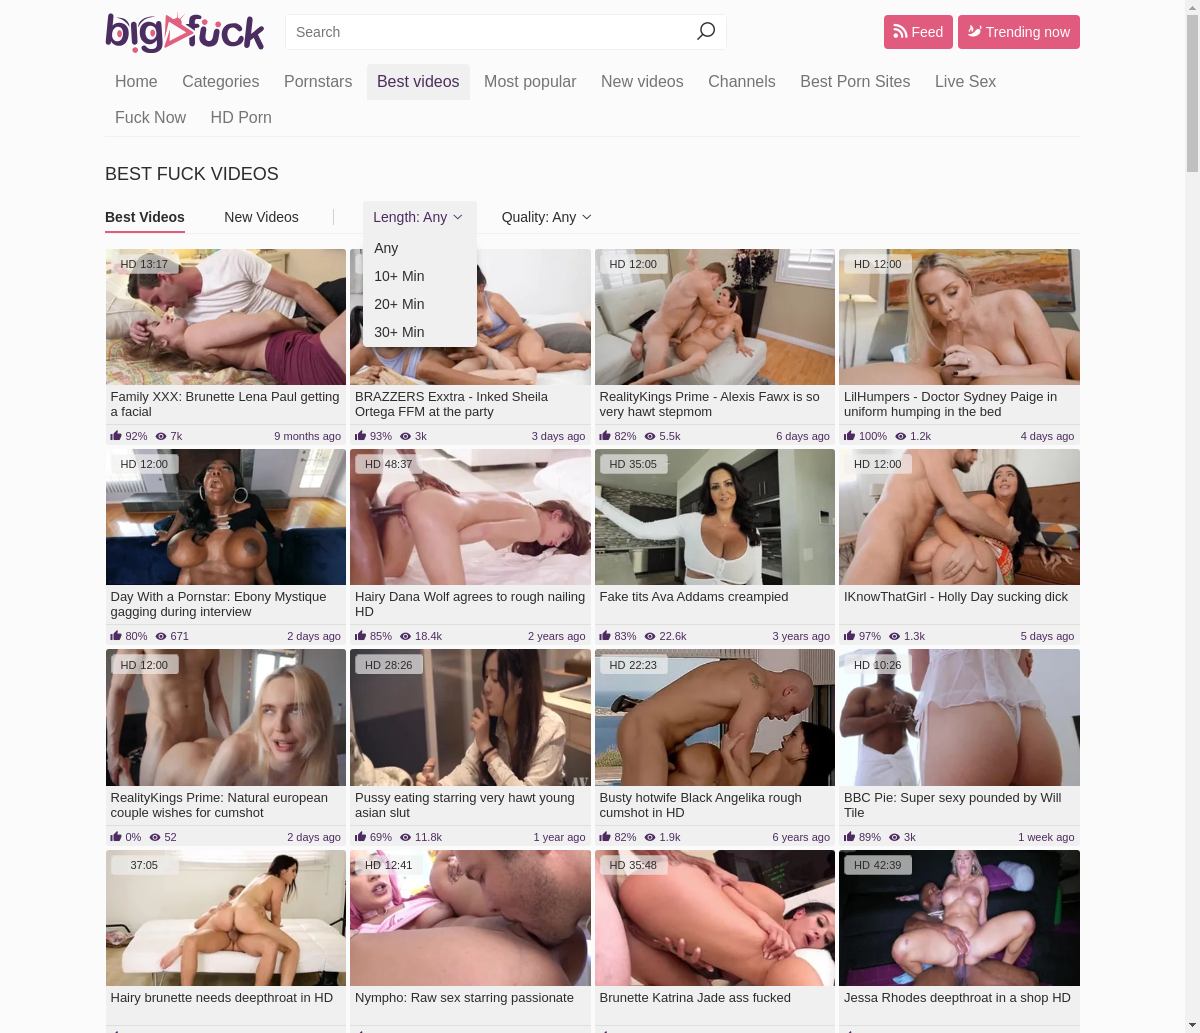 bigfuck
Search
Feed
Trending now
Home Categories Pornstars Best videos Most popular New videos Channels Best Porn Sites Live Sex
Fuck Now HD Porn
BEST FUCK VIDEOS
Best Videos New Videos Length: Any Quality: Any
Any
10+ Min
20+ Min
30+ Min
HD 13:17
HD 12:00
HD 12:00
Family XXX: Brunette Lena Paul getting
a facial
92% 7k 9 months ago
BRAZZERS Exxtra - Inked Sheila
Ortega FFM at the party
93% 3k 3 days ago
RealityKings Prime - Alexis Fawx is so
very hawt stepmom
82% 5.5k 6 days ago
LilHumpers - Doctor Sydney Paige in
uniform humping in the bed
100% 1.2k 4 days ago
HD 12:00
HD 48:37
HD 35:05
HD 12:00
Day With a Pornstar: Ebony Mystique
gagging during interview
80% 671 2 days ago
Hairy Dana Wolf agrees to rough nailing
HD
85% 18.4k 2 years ago
Fake tits Ava Addams creampied
83% 22.6k 3 years ago
IKnowThatGirl - Holly Day sucking dick
97% 1.3k 5 days ago
HD 12:00
HD 28:26
HD 22:23
HD 10:26
AV
RealityKings Prime: Natural european
couple wishes for cumshot
0% 52 2 days ago
Pussy eating starring very hawt young
asian slut
69% 11.8k 1 year ago
Busty hotwife Black Angelika rough
cumshot in HD
82% 1.9k 6 years ago
BBC Pie: Super sexy pounded by Will
Tile
89% 3k 1 week ago
37:05
HD 12:41
HD 35:48
HD 42:39
Hairy brunette needs deepthroat in HD
Nympho: Raw sex starring passionate
Brunette Katrina Jade ass fucked
Jessa Rhodes deepthroat in a shop HD